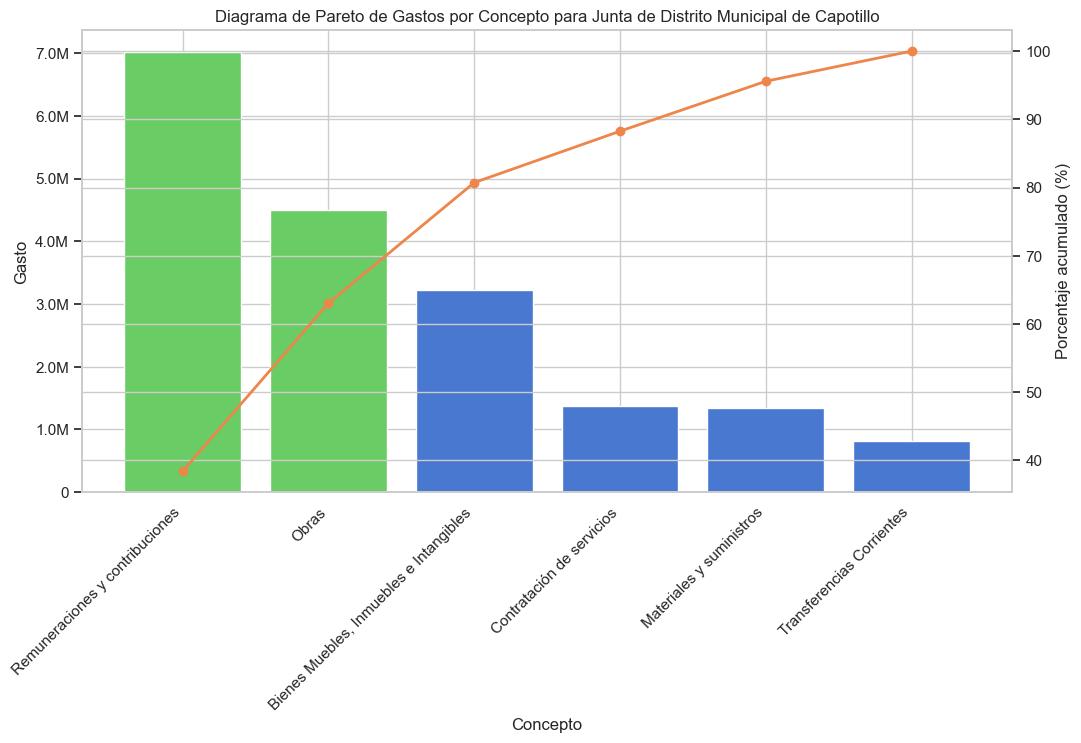 Diagrama de Pareto de Gastos por Concepto para Junta de Distrito Municipal de Capotillo
Gasto
7.0M
6.0M
5.0M
4.0M
3.0M
2.0M
1.0M
0
100
90
80
70
60
50
40
Porcentaje acumulado (%)
Remuneraciones y contribuciones
Obras
Bienes Muebles, Inmuebles e Intangibles
Contratación de servicios
Materiales y suministros
Transferencias Corrientes
Concepto